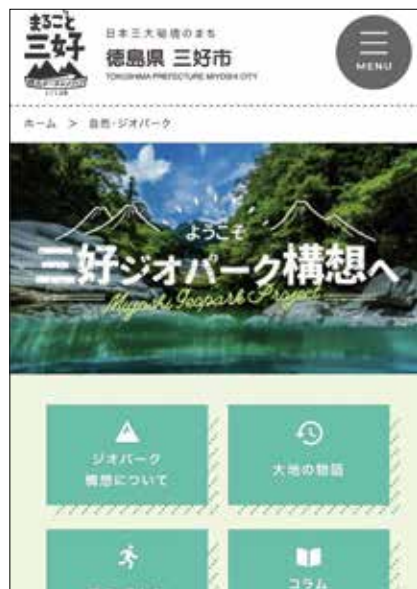 まるごと
三好
日本三大秘境のまち
徳島県 三好市
TOKUSHIMA PREFECTURE MIYOSHI CITY
MENU
ホーム > 自然・ジオパーク
ようこそ
三好ジオパーク構想へ
Miyoshi Geopark Project
ジオパーク
構想について
大地の物語
コラム